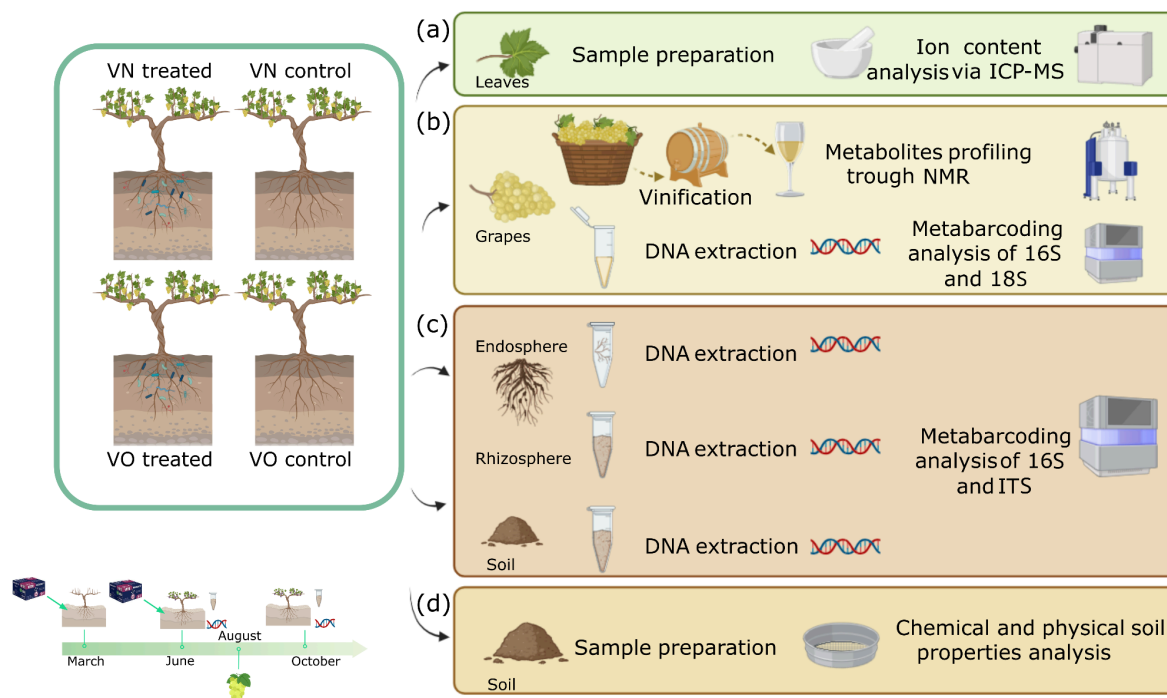 VN treated
VN control
VO treated
VO control
March
June
August
October
(a)
Leaves
Sample preparation
Ion content
analysis via ICP-MS
(b)
Grapes
Vinification
Metabolites profiling
trough NMR
DNA extraction
Metabarcoding
analysis of 16S
and 18S
(c)
Endosphere
DNA extraction
Rhizosphere
DNA extraction
Metabarcoding
analysis of 16S
and ITS
Soil
DNA extraction
(d)
Soil
Sample preparation
Chemical and physical soil
properties analysis